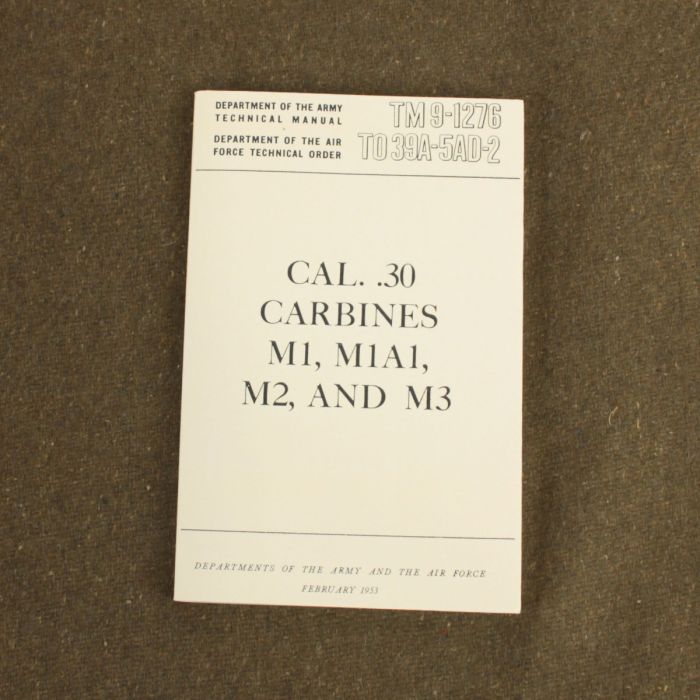 DEPARTMENT OF THE ARMY
TECHNICAL MANUAL
TM 9-1276
DEPARTMENT OF THE AIR
FORCE TECHNICAL ORDER
TO 39A-5AD-2
CAL. .30
CARBINES
M1, M1A1,
M2, AND M3
DEPARTMENTS OF THE ARMY AND THE AIR FORCE
FEBRUARY 1953